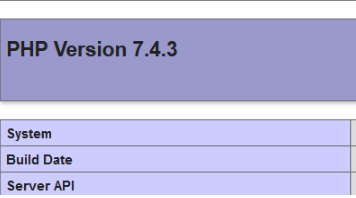 PHP Version 7.4.3
System
Build Date
Server API